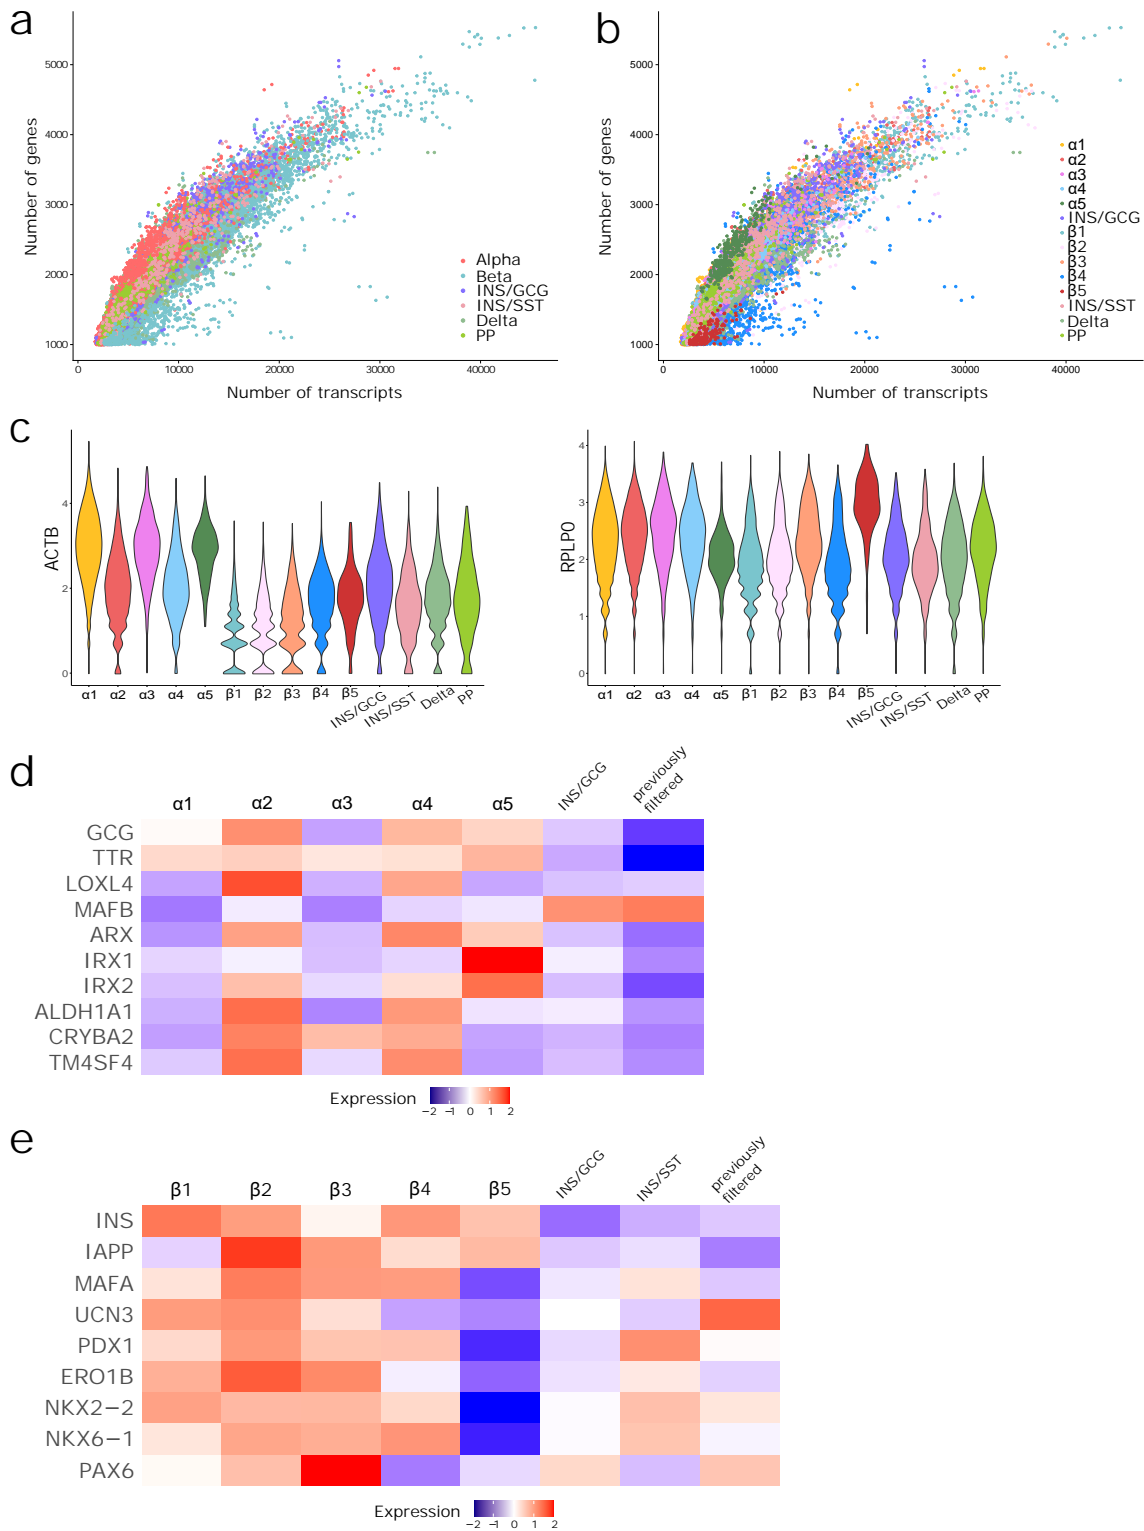 a
Number of genes
5000
4000
3000
2000
1000
0
10000
20000
30000
40000
Number of transcripts
Alpha
Beta
INS/GCG
INS/SST
Delta
PP
b
Number of genes
5000
4000
3000
2000
1000
0
10000
20000
30000
40000
Number of transcripts
α1
α2
α3
α4
α5
INS/GCG
β1
β2
β3
β4
β5
INS/SST
Delta
PP
c
ACTB
4
2
0
α1 α2 α3 α4 α5 β1 β2 β3 β4 β5 INS/GCG INS/SST Delta PP
RPLP0
4
3
2
1
0
α1 α2 α3 α4 α5 β1 β2 β3 β4 β5 INS/GCG INS/SST Delta PP
d
α1 α2 α3 α4 α5 INS/GCG previously filtered
GCG
TTR
LOXL4
MAFB
ARX
IRX1
IRX2
ALDH1A1
CRYBA2
TM4SF4
Expression
−2 −1 0 1 2
e
β1 β2 β3 β4 β5 INS/GCG INS/SST previously filtered
INS
IAPP
MAFA
UCN3
PDX1
ERO1B
NKX2−2
NKX6−1
PAX6
Expression
−2 −1 0 1 2